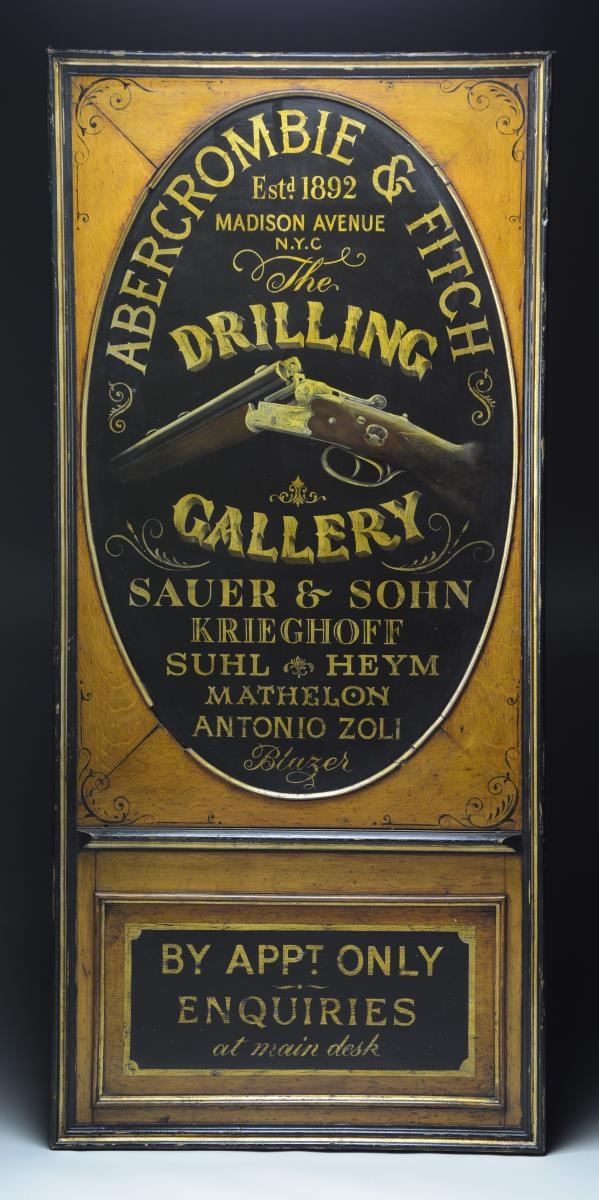 ABERCROMBIE & FITCH
Estd. 1892
MADISON AVENUE
N.Y.C
The
DRILLING
GALLERY
SAUER & SOHN
KRIEGHOFF
SUHL HEYM
MATHELON
ANTONIO ZOLI
Blazer
BY APPT ONLY
ENQUIRIES
at main desk